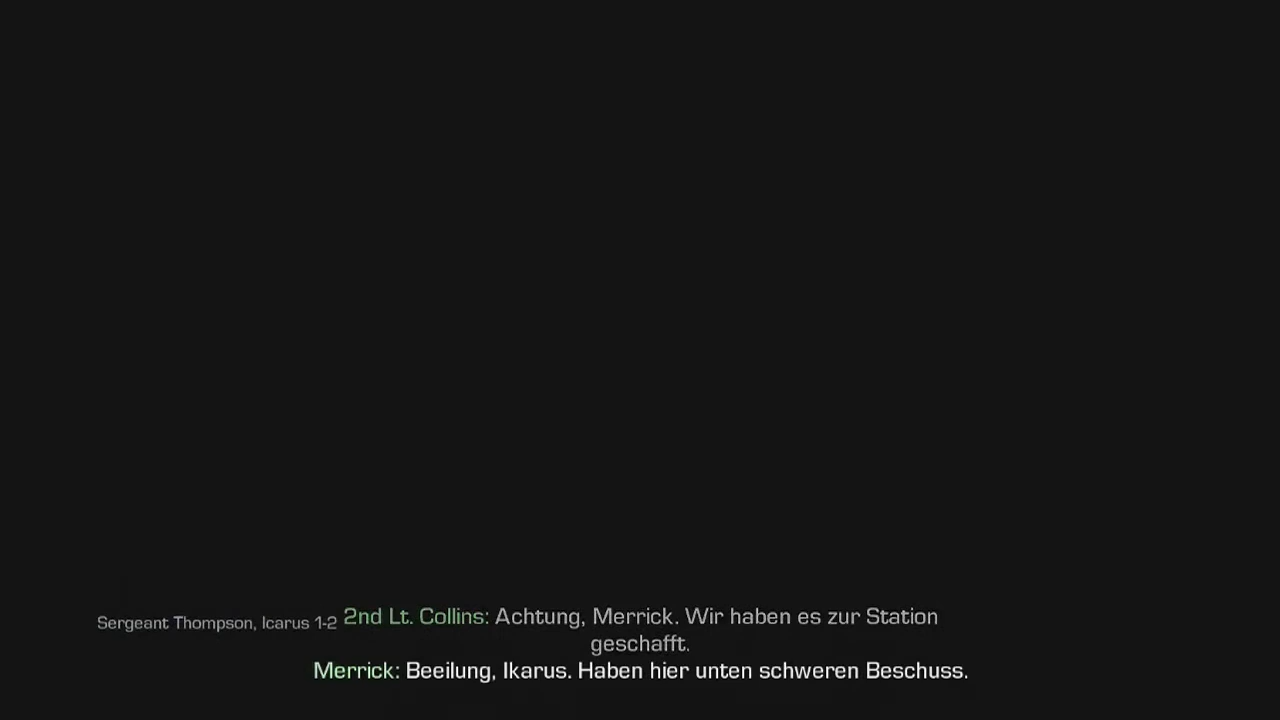 Sergeant Thompson, Icarus 1-2
2nd Lt. Collins: Achtung, Merrick. Wir haben es zur Station
geschafft.
Merrick: Beeilung, Ikarus. Haben hier unten schweren Beschuss.